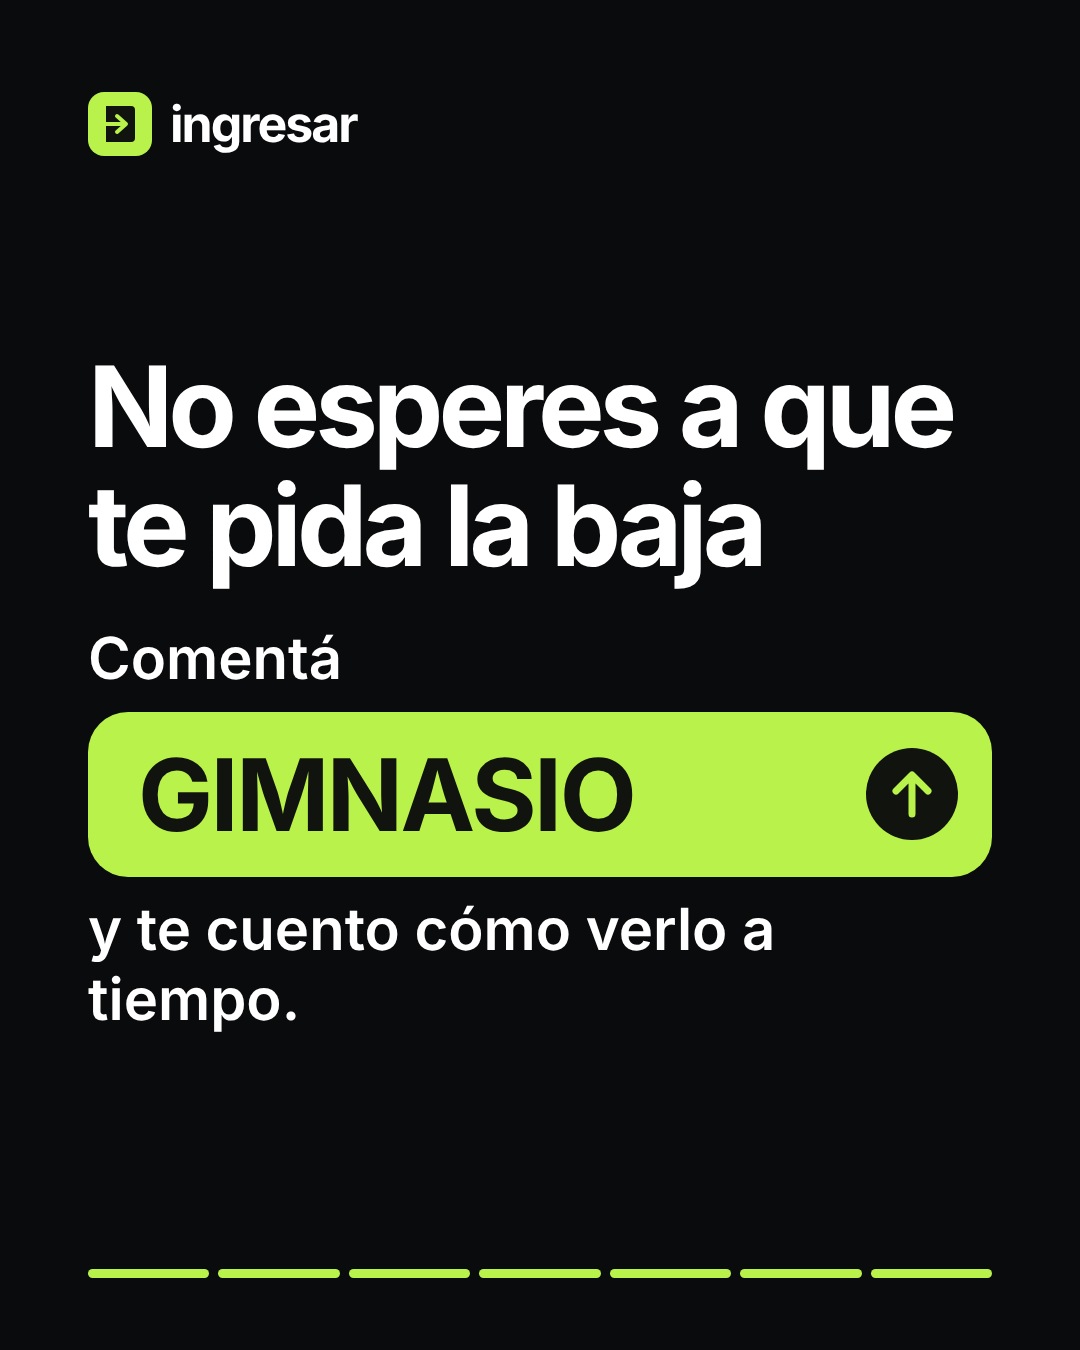 ingresar
No esperes a que
te pida la baja
Comentá
GIMNASIO
y te cuento cómo verlo a
tiempo.